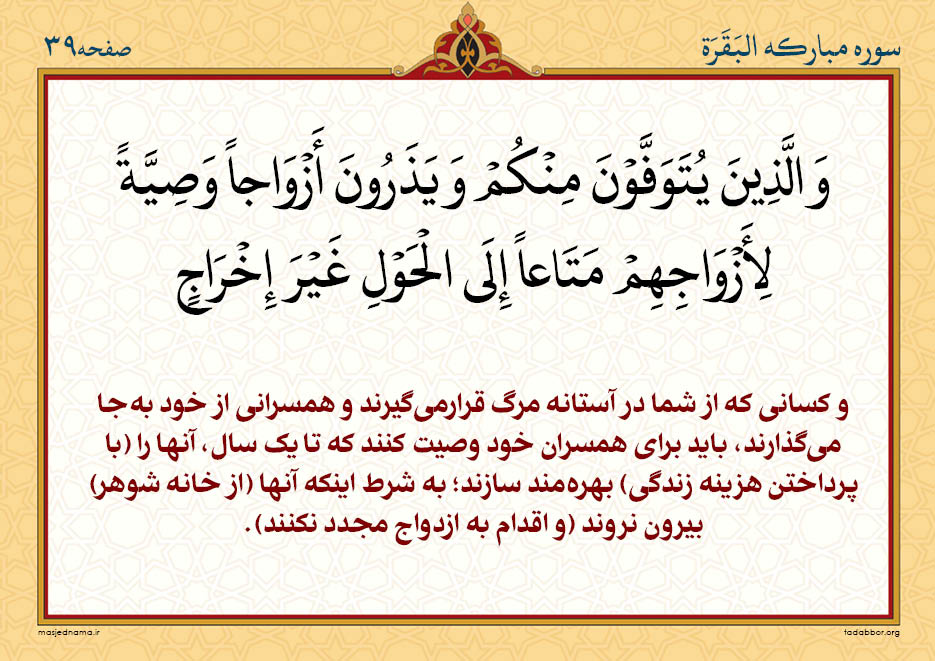 سوره مبارکه البَقَرَة
صفحه۳۹
وَ الَّذِينَ يُتَوَفَّوْنَ مِنْكُمْ وَ يَذَرُونَ أَزْوَاجاً وَصِيَّةً
لِأَزْوَاجِهِمْ مَتَاعاً إِلَى الْحَوْلِ غَيْرَ إِخْرَاجٍ
و کسانی که از شما در آستانه مرگ قرارمی‌گیرند و همسرانی از خود به‌جا
می‌گذارند، باید برای همسران خود وصیت کنند که تا یک سال، آنها را (با
پرداختن هزینه زندگی) بهره‌مند سازند؛ به شرط اینکه آنها (از خانه شوهر)
بیرون نروند (و اقدام به ازدواج مجدد نکنند).
masjednama.ir
tadabbor.org